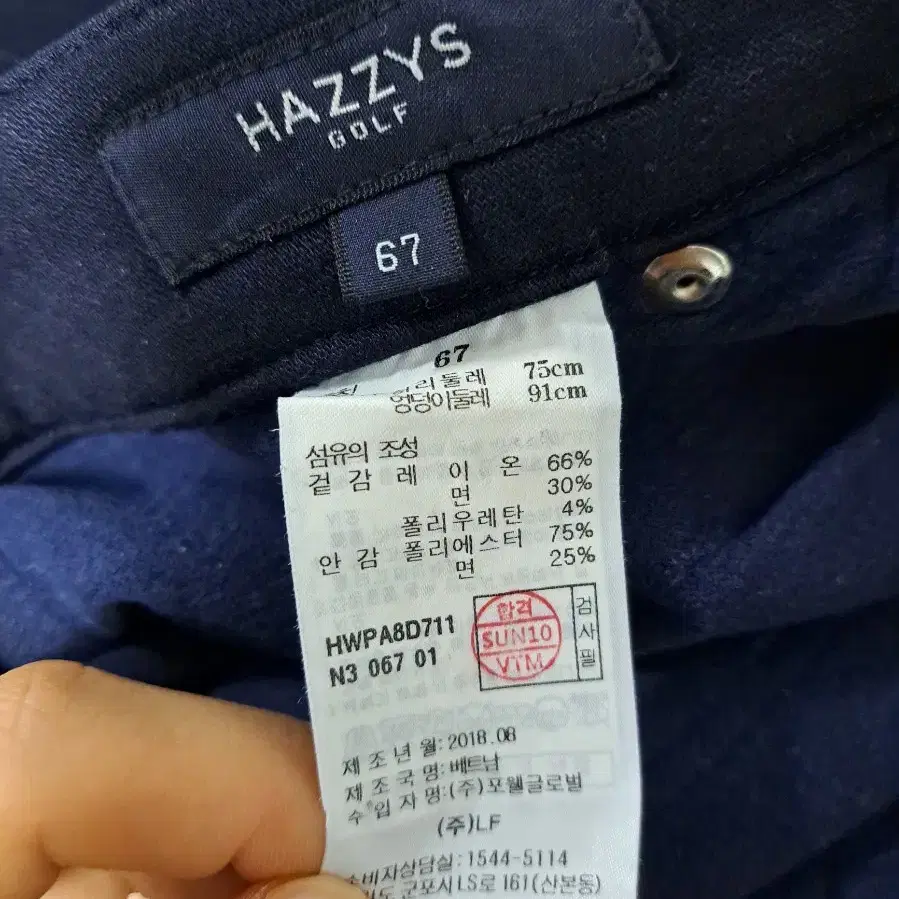 HAZZYS
GOLF
67
67
리둘레 75cm
엉덩이둘레 91cm
섬유의 조성
겉 감 레 이 온 66%
면 30%
폴리우레탄 4%
안 감 폴리에스터 75%
면 25%
HWPA8D711
N3 067 01
합격
SUN10
VTM
검사필
제 조 년 월: 2018.08
제 조 국 명: 베트남
수 입 자 명: (주)포웰글로벌
(주)LF
소비자상담실: 1544-5114
군포시 LS로 161(산본동)